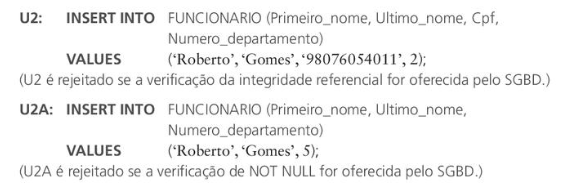 U2: INSERT INTO FUNCIONARIO (Primeiro_nome, Ultimo_nome, Cpf,
Numero_departamento)
VALUES (‘Roberto’, ‘Gomes’, ‘98076054011’, 2);
(U2 é rejeitado se a verificação da integridade referencial for oferecida pelo SGBD.)
U2A: INSERT INTO FUNCIONARIO (Primeiro_nome, Ultimo_nome,
Numero_departamento)
VALUES (‘Roberto’, ‘Gomes’, 5);
(U2A é rejeitado se a verificação de NOT NULL for oferecida pelo SGBD.)